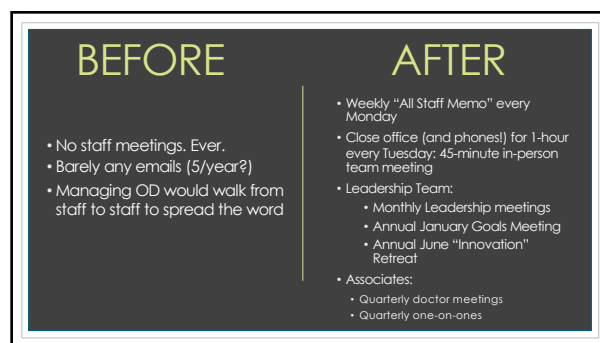 BEFORE
• No staff meetings. Ever.
• Barely any emails (5/year?)
• Managing OD would walk from
staff to staff to spread the word
AFTER
• Weekly “All Staff Memo” every
Monday
• Close office (and phones!) for 1-hour
every Tuesday: 45-minute in-person
team meeting
• Leadership Team:
• Monthly Leadership meetings
• Annual January Goals Meeting
• Annual June “Innovation”
Retreat
• Associates:
• Quarterly doctor meetings
• Quarterly one-on-ones